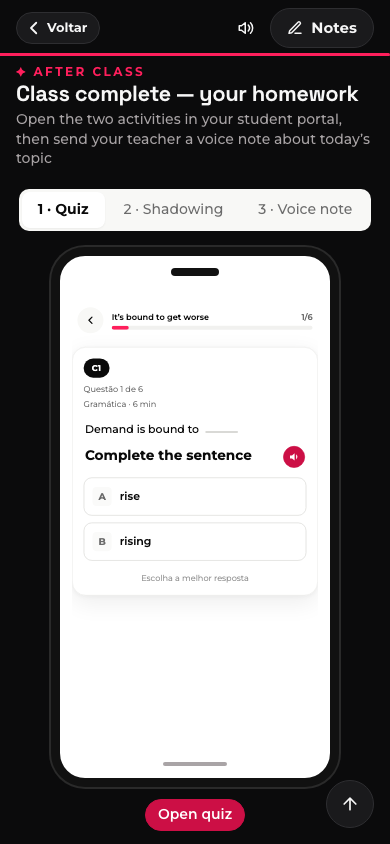 Voltar
Notes
AFTER CLASS
Class complete — your homework
Open the two activities in your student portal,
then send your teacher a voice note about today's
topic
1 · Quiz
2 · Shadowing
3 · Voice note
It's bound to get worse
1/6
C1
Questão 1 de 6
Gramática · 6 min
Demand is bound to ____
Complete the sentence
A rise
B rising
Escolha a melhor resposta
Open quiz